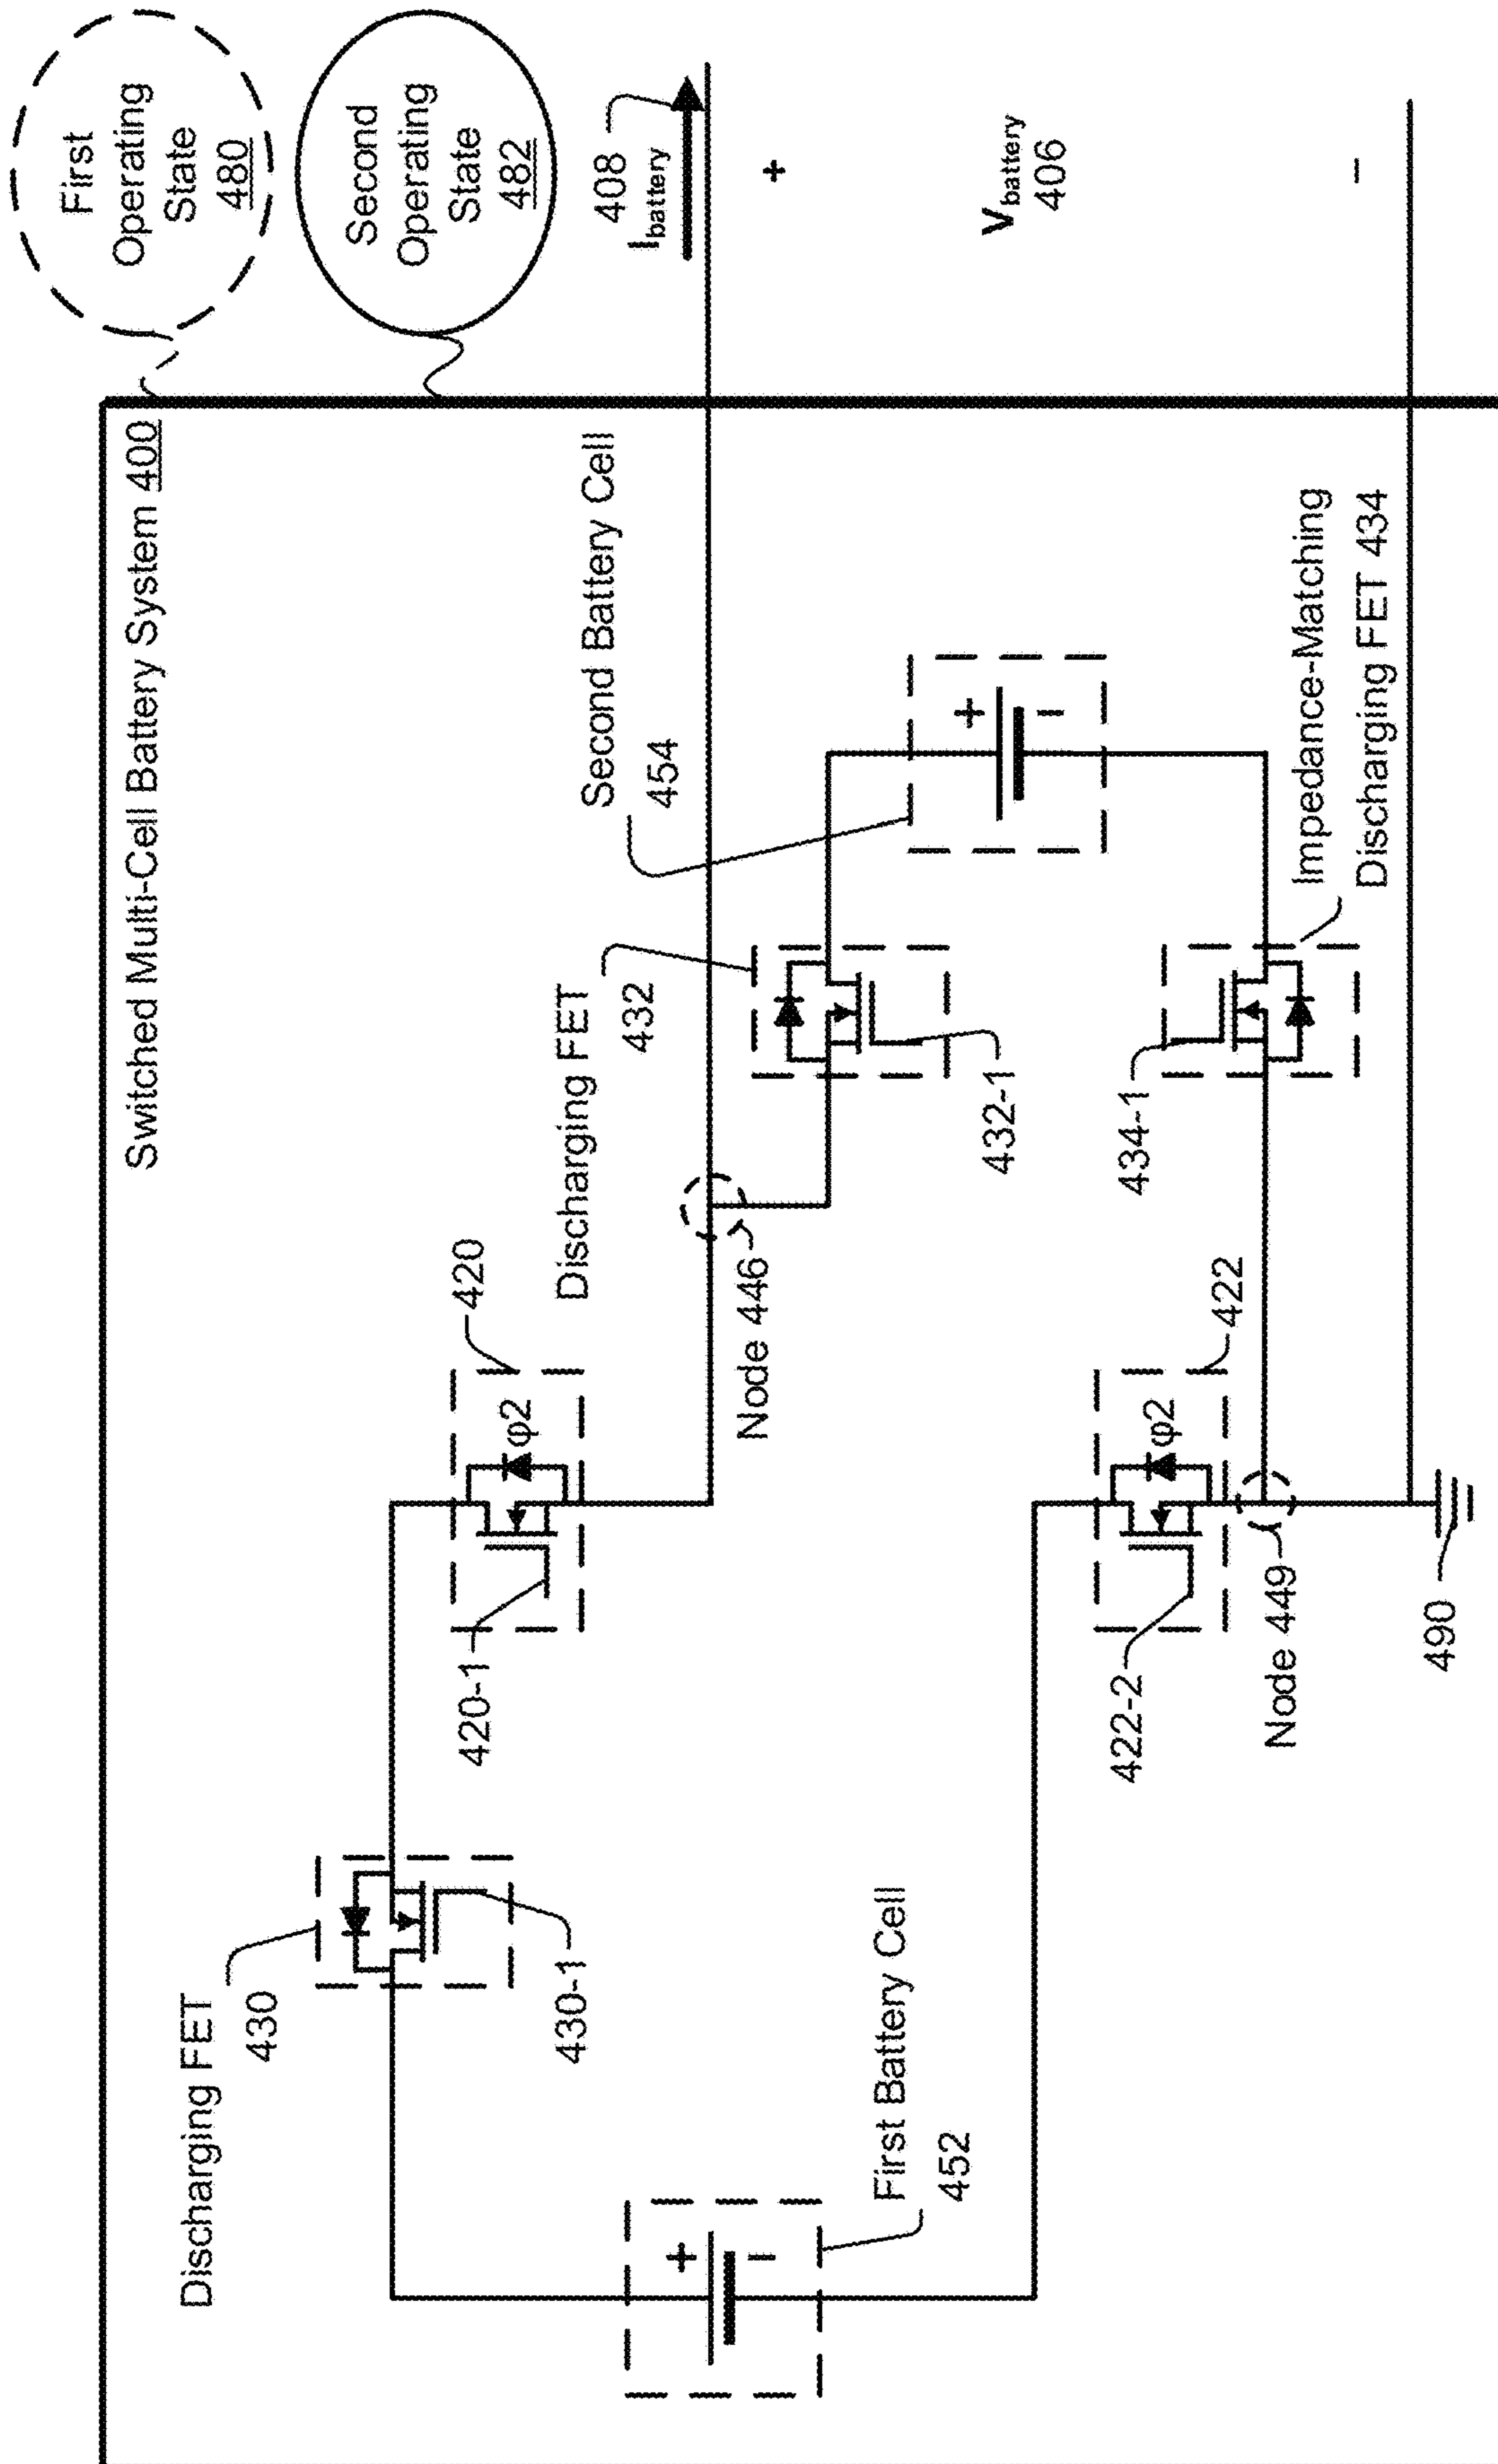 Switched Multi-Cell Battery System 400
First
Operating
State
480
Second
Operating
State
482
Discharging FET
430
430-1
420
φ2
420-1
Discharging FET
432
432-1
Second Battery Cell
454
408
Ibattery
+
Vbattery
406
-
Node 446
+
-
First Battery Cell
452
+
-
422
φ2
422-2
Node 449
434-1
Impedance-Matching
Discharging FET 434
490